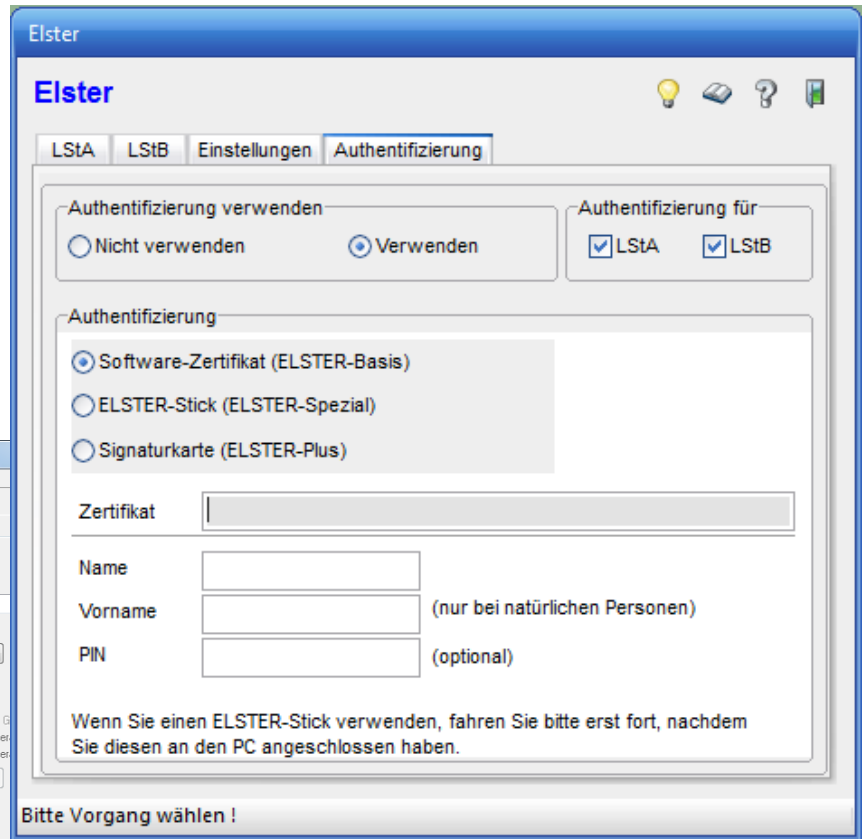 Elster
Elster
LStA LStB Einstellungen Authentifizierung
Authentifizierung verwenden Authentifizierung für
Nicht verwenden Verwenden LStA LStB
Authentifizierung
Software-Zertifikat (ELSTER-Basis)
ELSTER-Stick (ELSTER-Spezial)
Signaturkarte (ELSTER-Plus)
Zertifikat
Name
Vorname (nur bei natürlichen Personen)
PIN (optional)
Wenn Sie einen ELSTER-Stick verwenden, fahren Sie bitte erst fort, nachdem
Sie diesen an den PC angeschlossen haben.
Bitte Vorgang wählen !